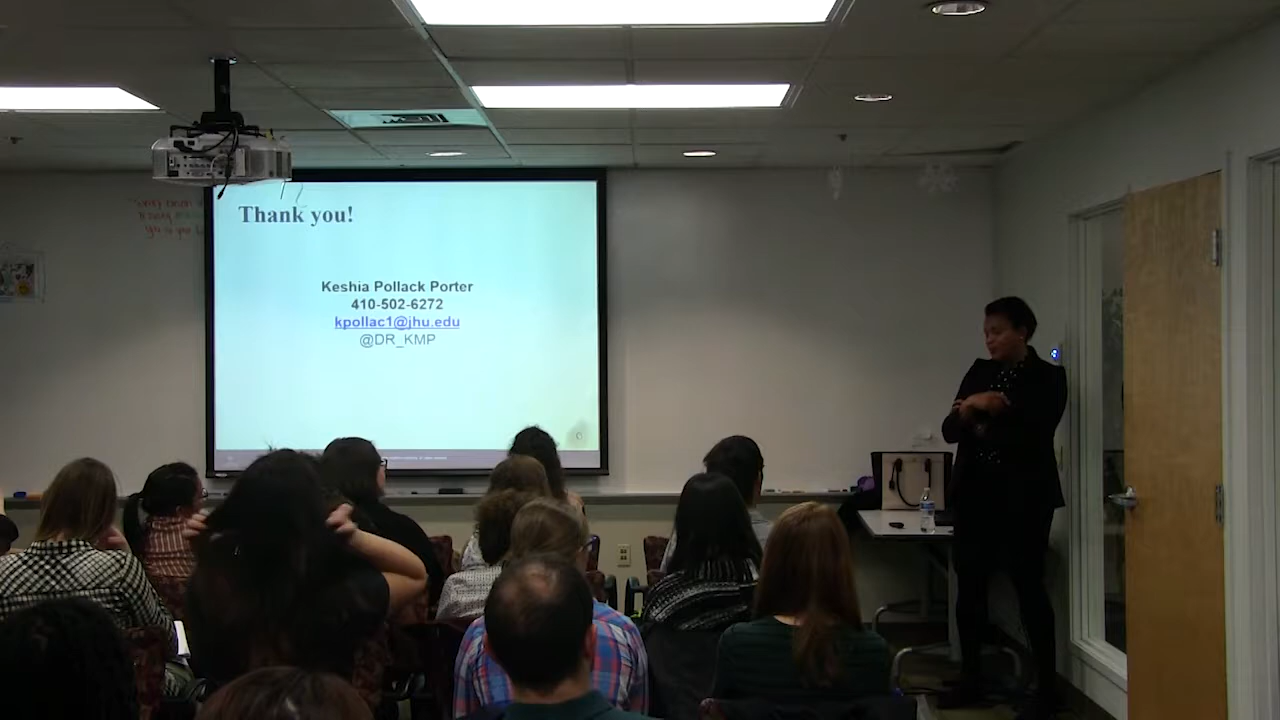 Thank you!
Keshia Pollack Porter
410-502-6272
kpollac1@jhu.edu
@DR_KMP